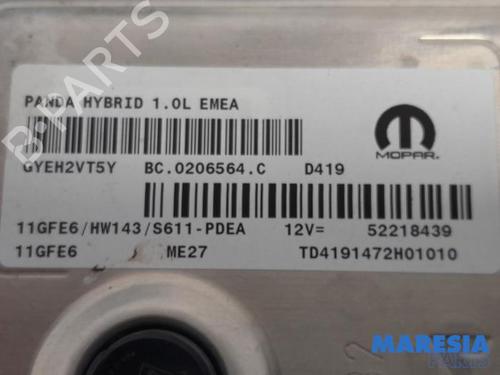 PANDA HYBRID 1.0L EMEA
MOPAR.
GYEH2VT5Y BC.0206564.C D419
11GFE6/HW143/S611-PDEA 12V= 52218439
11GFE6 ME27 TD4191472H01010
MARESIA
PARTS